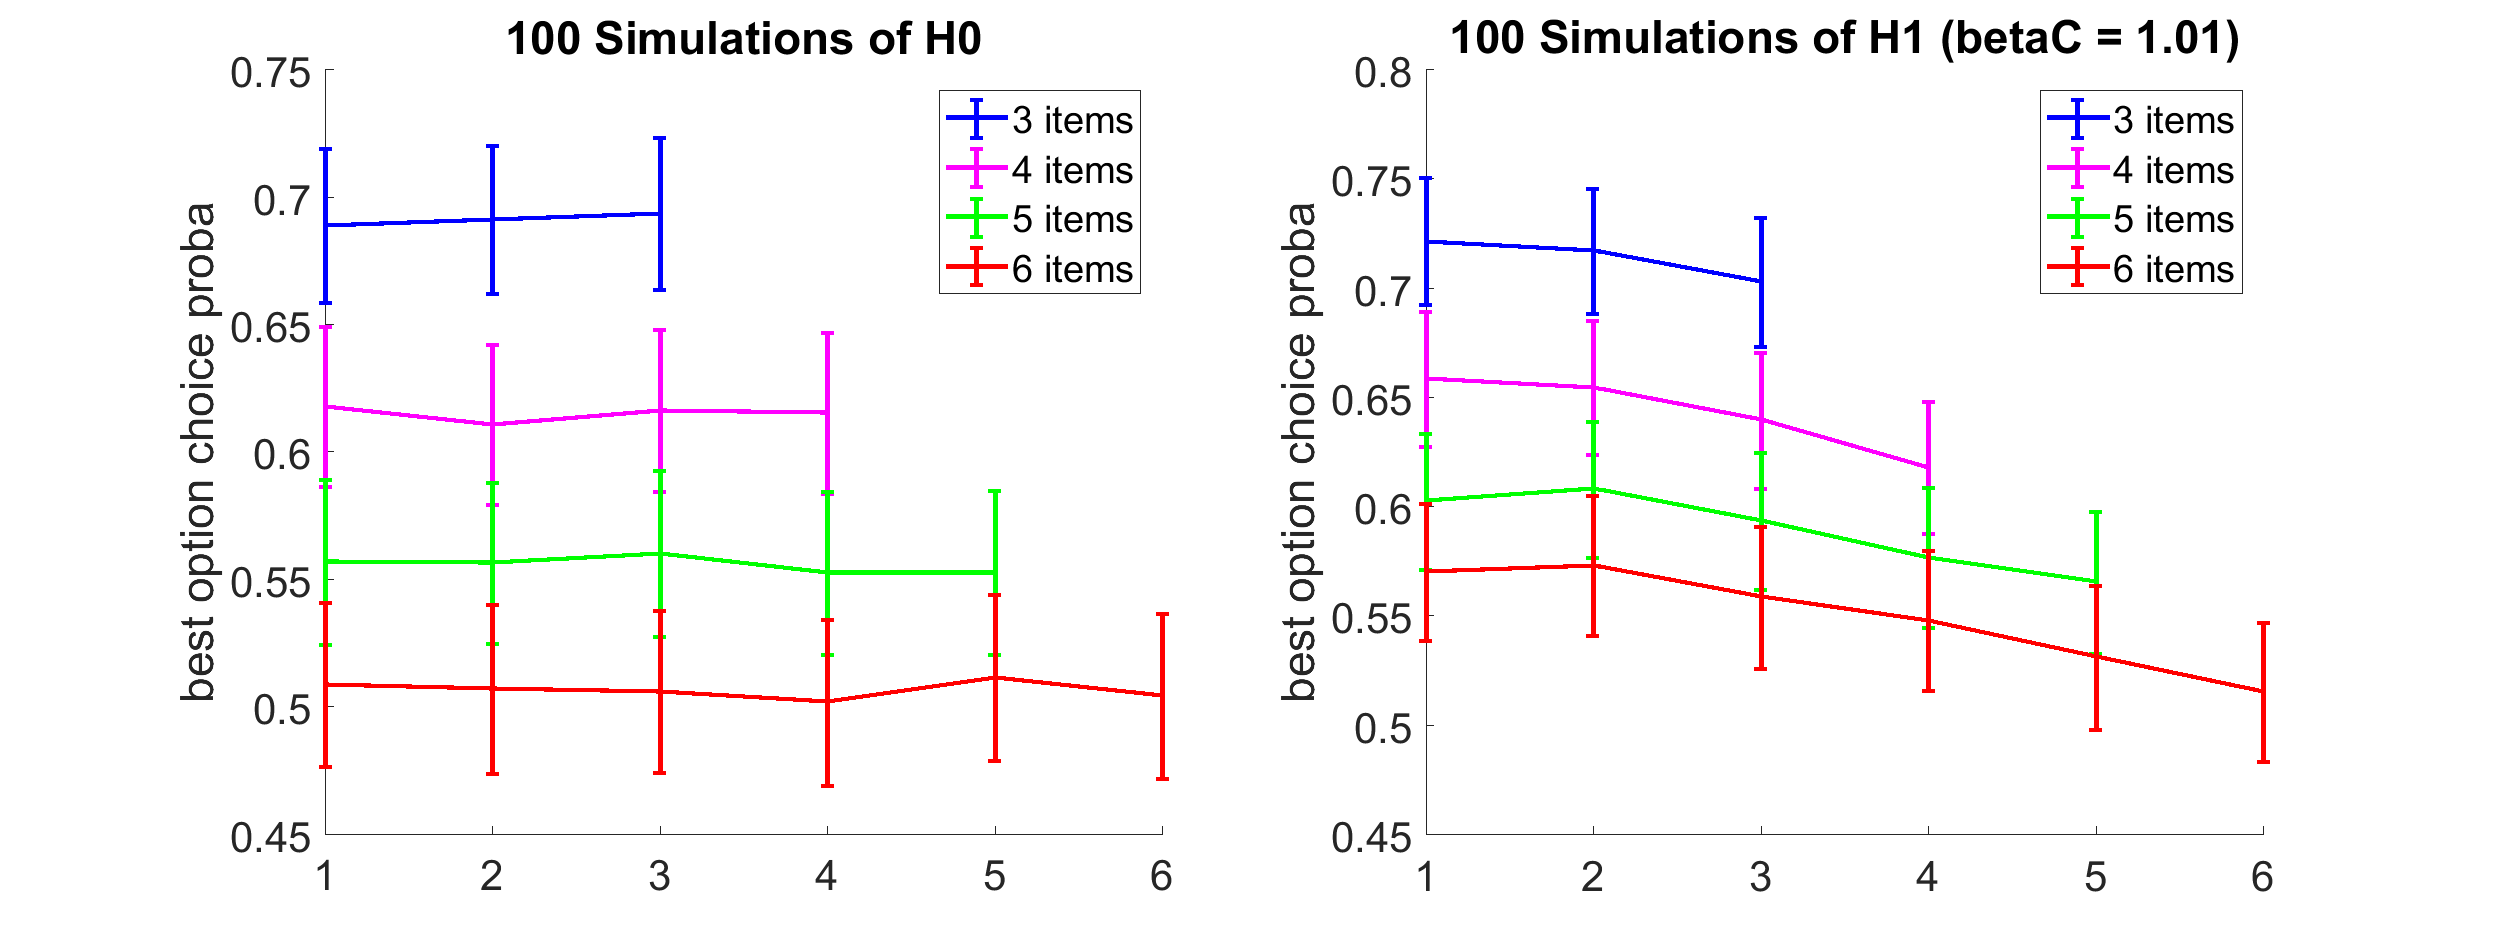 100 Simulations of H0
best option choice proba
0.75
0.7
0.65
0.6
0.55
0.5
0.45
1 2 3 4 5 6
3 items
4 items
5 items
6 items
100 Simulations of H1 (betaC = 1.01)
best option choice proba
0.8
0.75
0.7
0.65
0.6
0.55
0.5
0.45
1 2 3 4 5 6
3 items
4 items
5 items
6 items